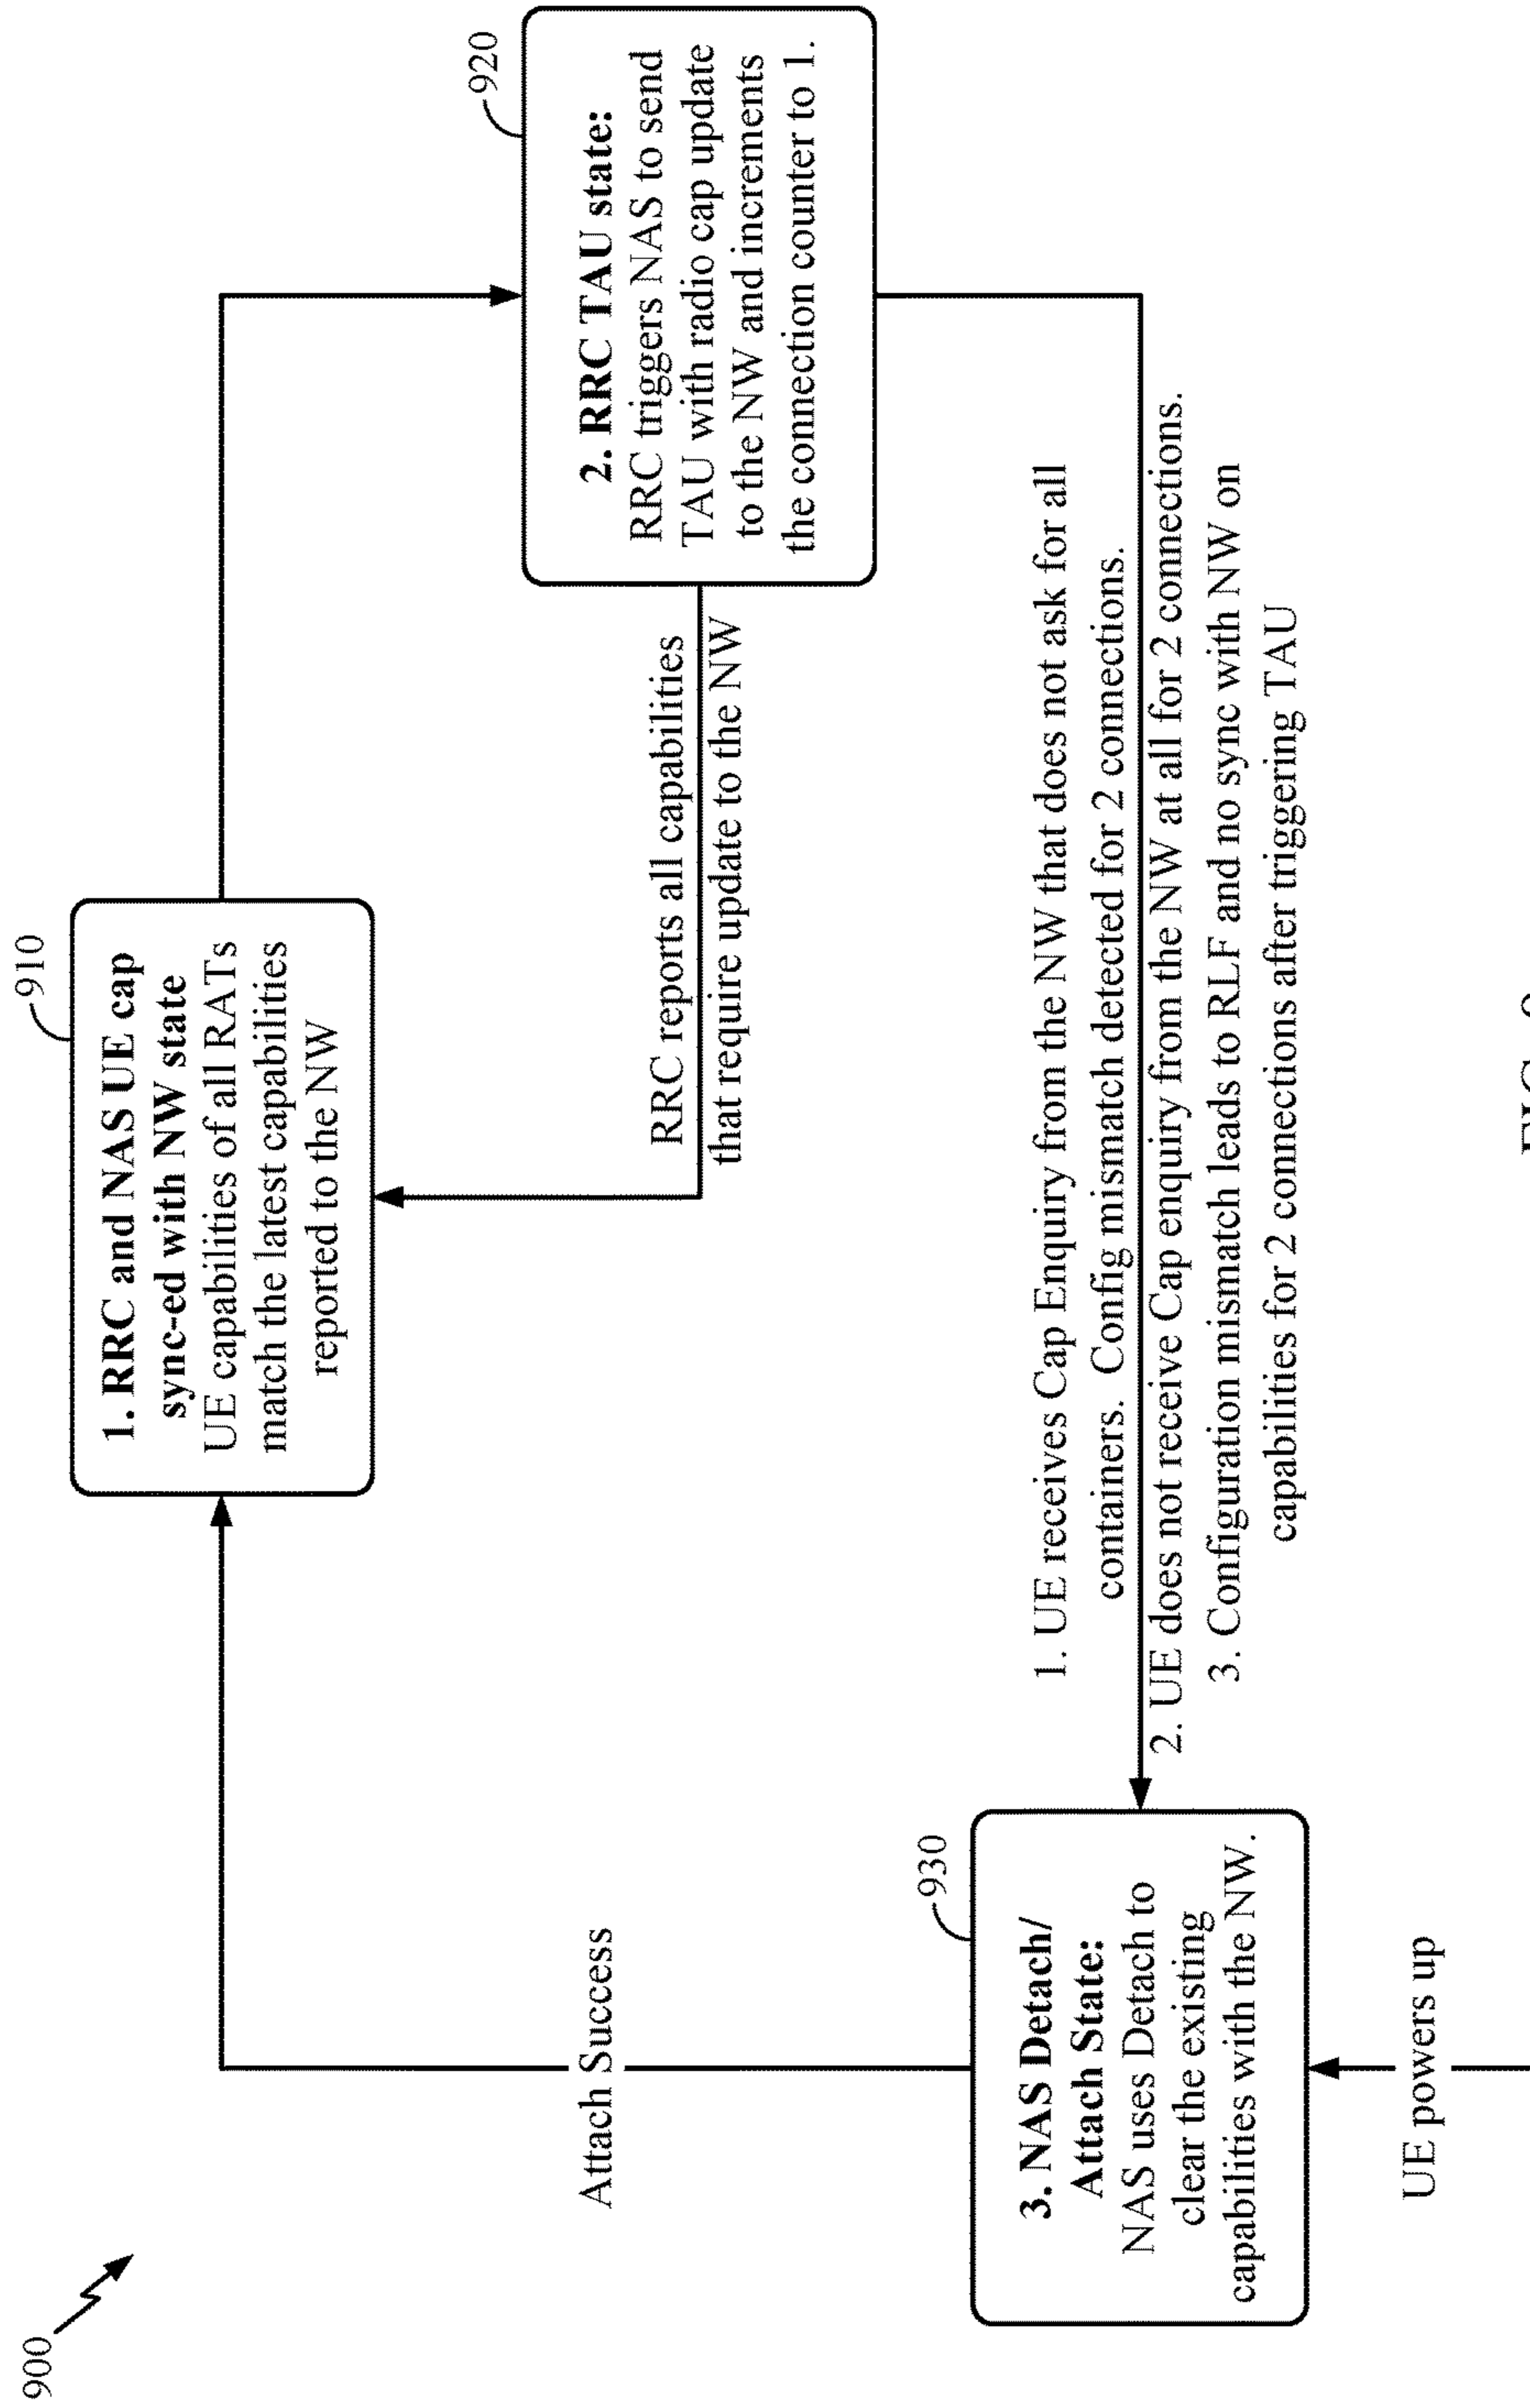 900
910
1. RRC and NAS UE cap
sync-ed with NW state
UE capabilities of all RATs
match the latest capabilities
reported to the NW
920
2. RRC TAU state:
RRC triggers NAS to send
TAU with radio cap update
to the NW and increments
the connection counter to 1.
RRC reports all capabilities
that require update to the NW
Attach Success
930
3. NAS Detach/
Attach State:
NAS uses Detach to
clear the existing
capabilities with the NW.
1. UE receives Cap Enquiry from the NW that does not ask for all
containers. Config mismatch detected for 2 connections.
2. UE does not receive Cap enquiry from the NW at all for 2 connections.
3. Configuration mismatch leads to RLF and no sync with NW on
capabilities for 2 connections after triggering TAU
UE powers up